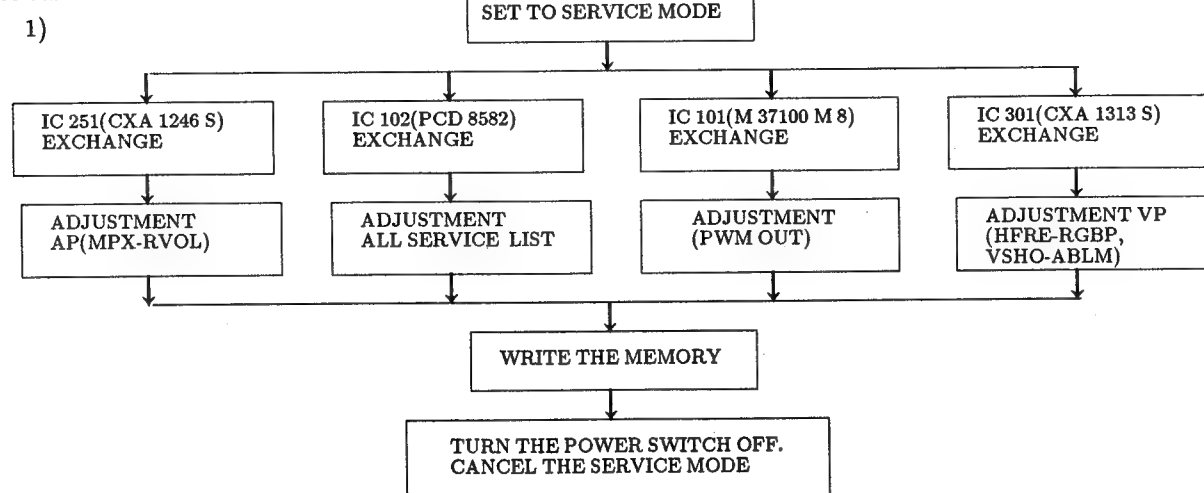 SET TO SERVICE MODE
1)
IC 251(CXA 1246 S)
EXCHANGE
IC 102(PCD 8582)
EXCHANGE
IC 101(M 37100 M 8)
EXCHANGE
IC 301(CXA 1313 S)
EXCHANGE
ADJUSTMENT
AP(MPX-RVOL)
ADJUSTMENT
ALL SERVICE LIST
ADJUSTMENT
(PWM OUT)
ADJUSTMENT VP
(HFRE-RGBP,
VSHO-ABLM)
WRITE THE MEMORY
TURN THE POWER SWITCH OFF.
CANCEL THE SERVICE MODE